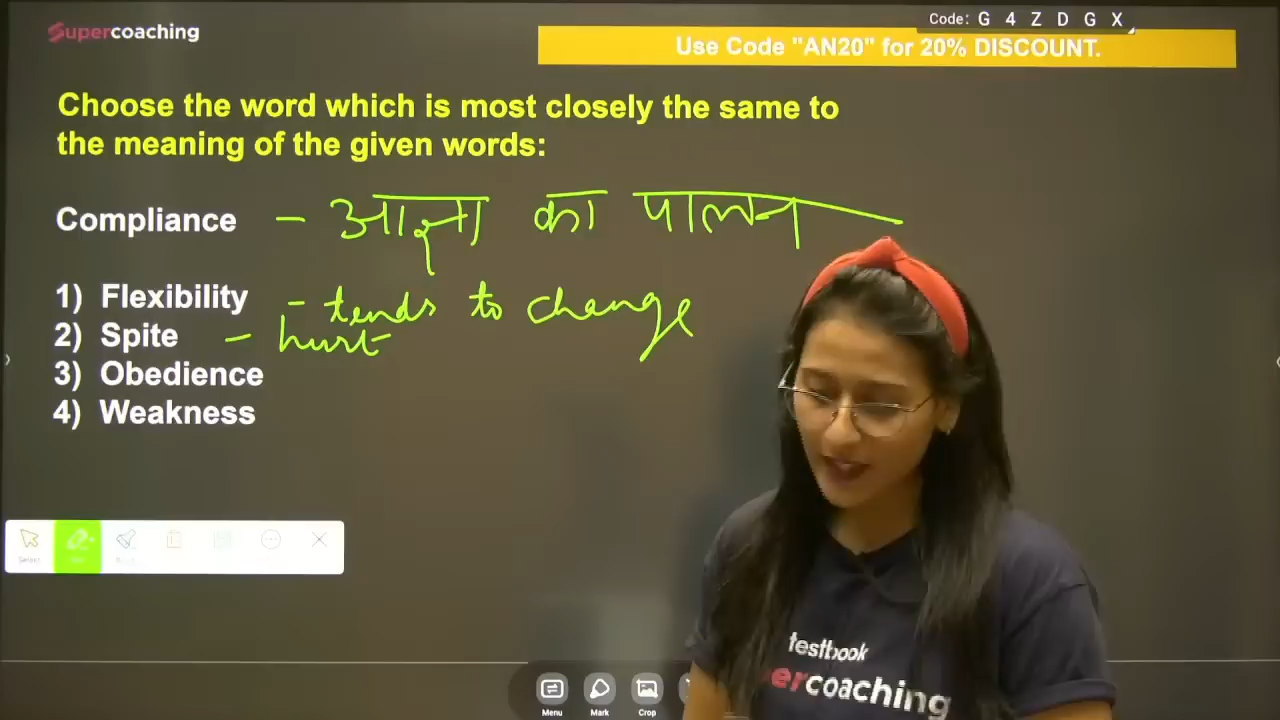 Supercoaching
Code: G 4 Z D G X
Use Code "AN20" for 20% DISCOUNT.
Choose the word which is most closely the same to
the meaning of the given words:
Compliance - आज्ञा का पालन
1) Flexibility - tends to change
2) Spite - hurt
3) Obedience
4) Weakness
Select
testbook
ercoaching
Menu Mark Crop